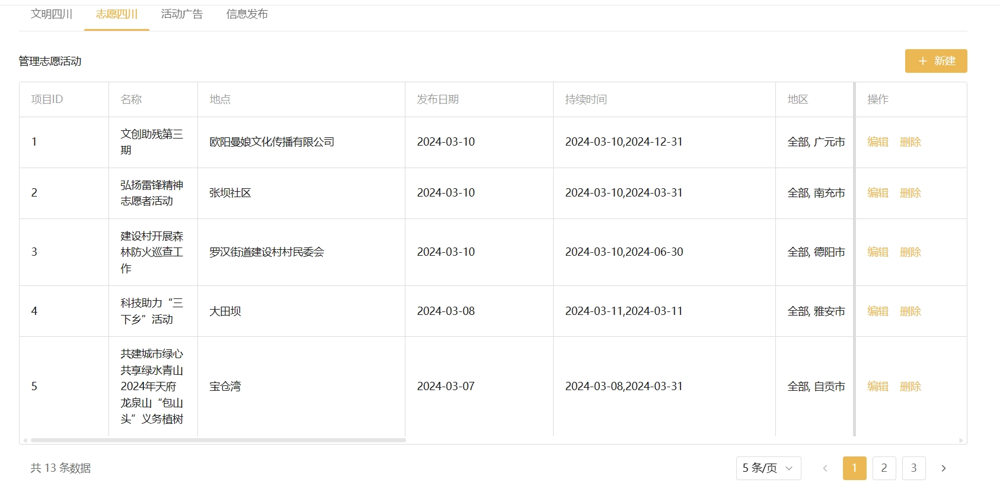 文明四川 志愿四川 活动广告 信息发布
管理志愿活动
+ 新建
项目ID 名称 地点 发布日期 持续时间 地区 操作
1 文创助残第三 欧阳曼娘文化传播有限公司 2024-03-10 2024-03-10,2024-12-31 全部, 广元市 编辑 删除
期
2 弘扬雷锋精神 张坝社区 2024-03-10 2024-03-10,2024-03-31 全部, 南充市 编辑 删除
志愿者活动
建设村开展森
3 林防火巡查工 罗汉街道建设村村民委会 2024-03-10 2024-03-10,2024-06-30 全部, 德阳市 编辑 删除
作
4 科技助力“三 大田坝 2024-03-08 2024-03-11,2024-03-11 全部, 雅安市 编辑 删除
下乡”活动
共建城市绿心
共享绿水青山
5 2024年天府 宝仓湾 2024-03-07 2024-03-08,2024-03-31 全部, 自贡市 编辑 删除
龙泉山“包山
头”义务植树
共 13 条数据 5 条/页 1 2 3